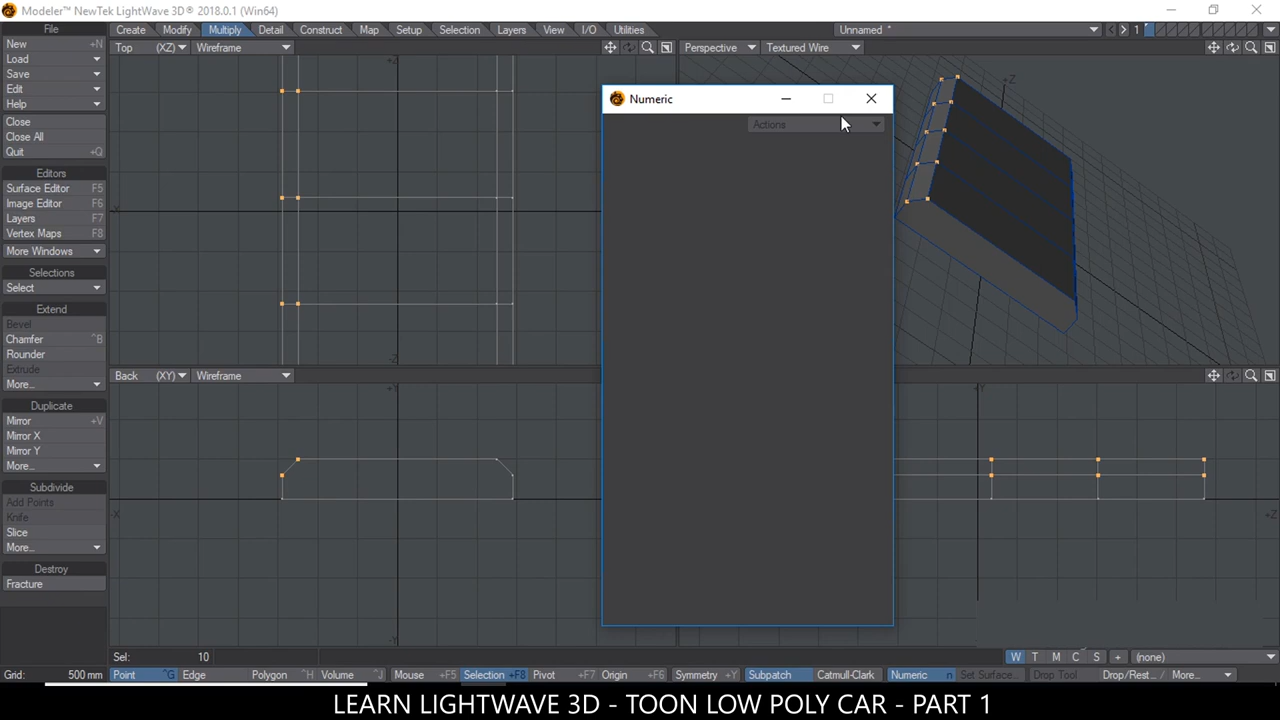 Modeler™ NewTek LightWave 3D® 2018.0.1 (Win64)
File
Create Modify Multiply Detail Construct Map Setup Selection Layers View I/O Utilities Unnamed * 1
New +N
Load
Save
Edit
Help
Close
Close All
Quit +Q
Editors
Surface Editor F5
Image Editor F6
Layers F7
Vertex Maps F8
More Windows
Selections
Select
Extend
Bevel
Chamfer ^B
Rounder
Extrude
More...
Duplicate
Mirror +V
Mirror X
Mirror Y
More...
Subdivide
Add Points
Knife
Slice
More...
Destroy
Fracture
Top (XZ) Wireframe
+Z
-X
-Z
Perspective Textured Wire
+Z
Numeric
Actions
Back (XY) Wireframe
+Y
-X
-Y
+Y
+Z
Sel: 10
W T M C S + (none)
Grid: 500 mm Point ^G Edge Polygon ^H Volume ^J Mouse +F5 Selection +F8 Pivot +F7 Origin +F6 Symmetry +Y Subpatch Catmull-Clark Numeric n Set Surface... Drop Tool Drop/Rest... More...
LEARN LIGHTWAVE 3D - TOON LOW POLY CAR - PART 1